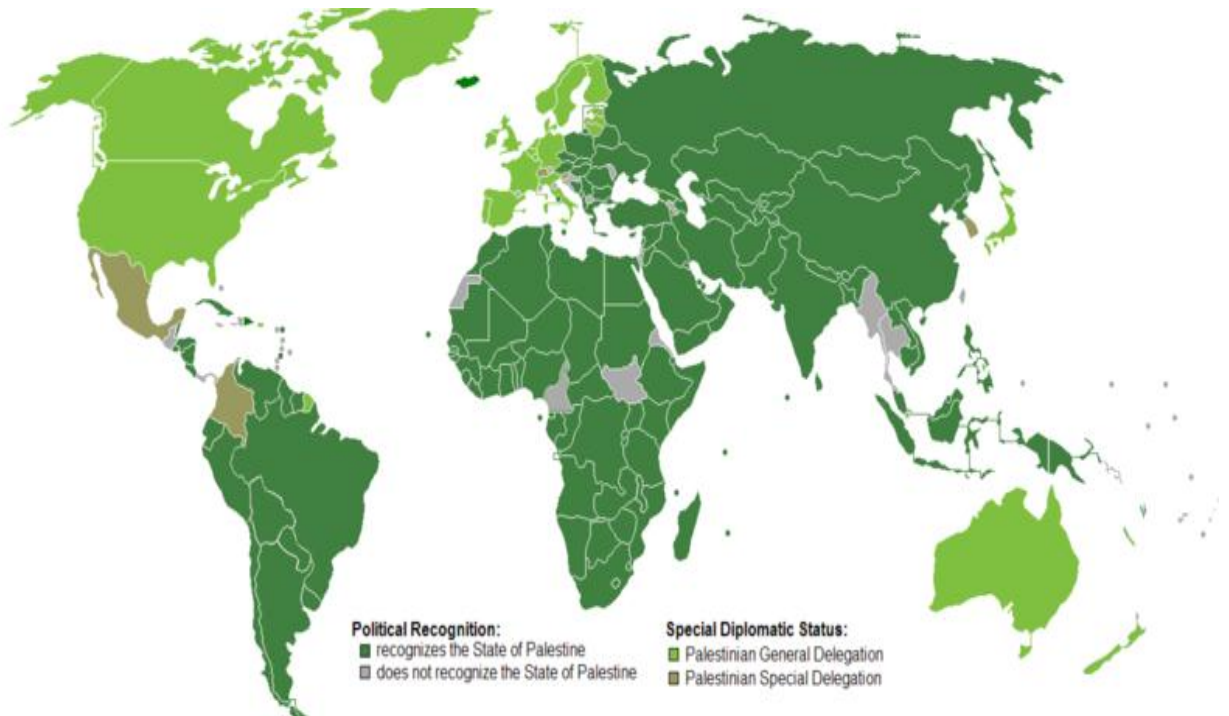 Political Recognition:
recognizes the State of Palestine
does not recognize the State of Palestine
Special Diplomatic Status:
Palestinian General Delegation
Palestinian Special Delegation